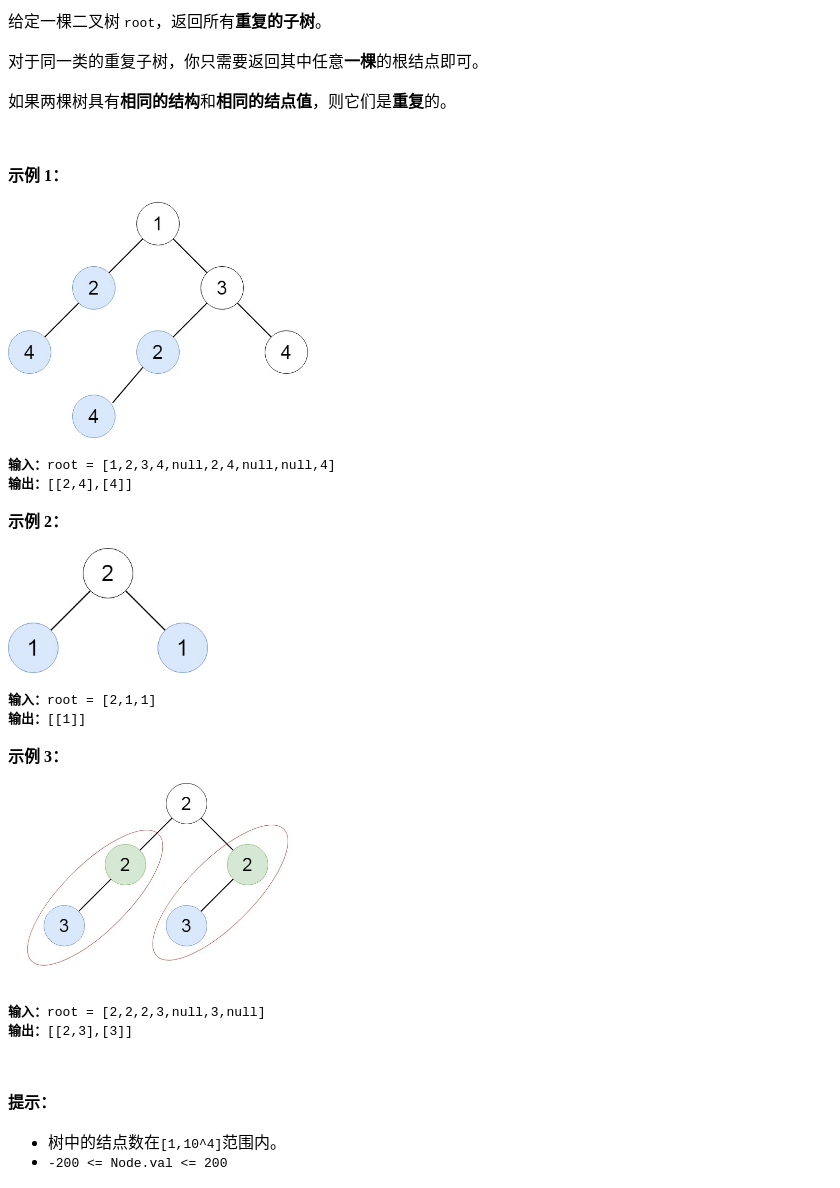 给定一棵二叉树 root，返回所有重复的子树。
对于同一类的重复子树，你只需要返回其中任意一棵的根结点即可。
如果两棵树具有相同的结构和相同的结点值，则它们是重复的。
示例 1：
1
2 3
4 2 4
4
输入：root = [1,2,3,4,null,2,4,null,null,4]
输出：[[2,4],[4]]
示例 2：
2
1 1
输入：root = [2,1,1]
输出：[[1]]
示例 3：
2
2 2
3 3
输入：root = [2,2,2,3,null,3,null]
输出：[[2,3],[3]]
提示：
• 树中的结点数在[1,10^4]范围内。
• -200 <= Node.val <= 200